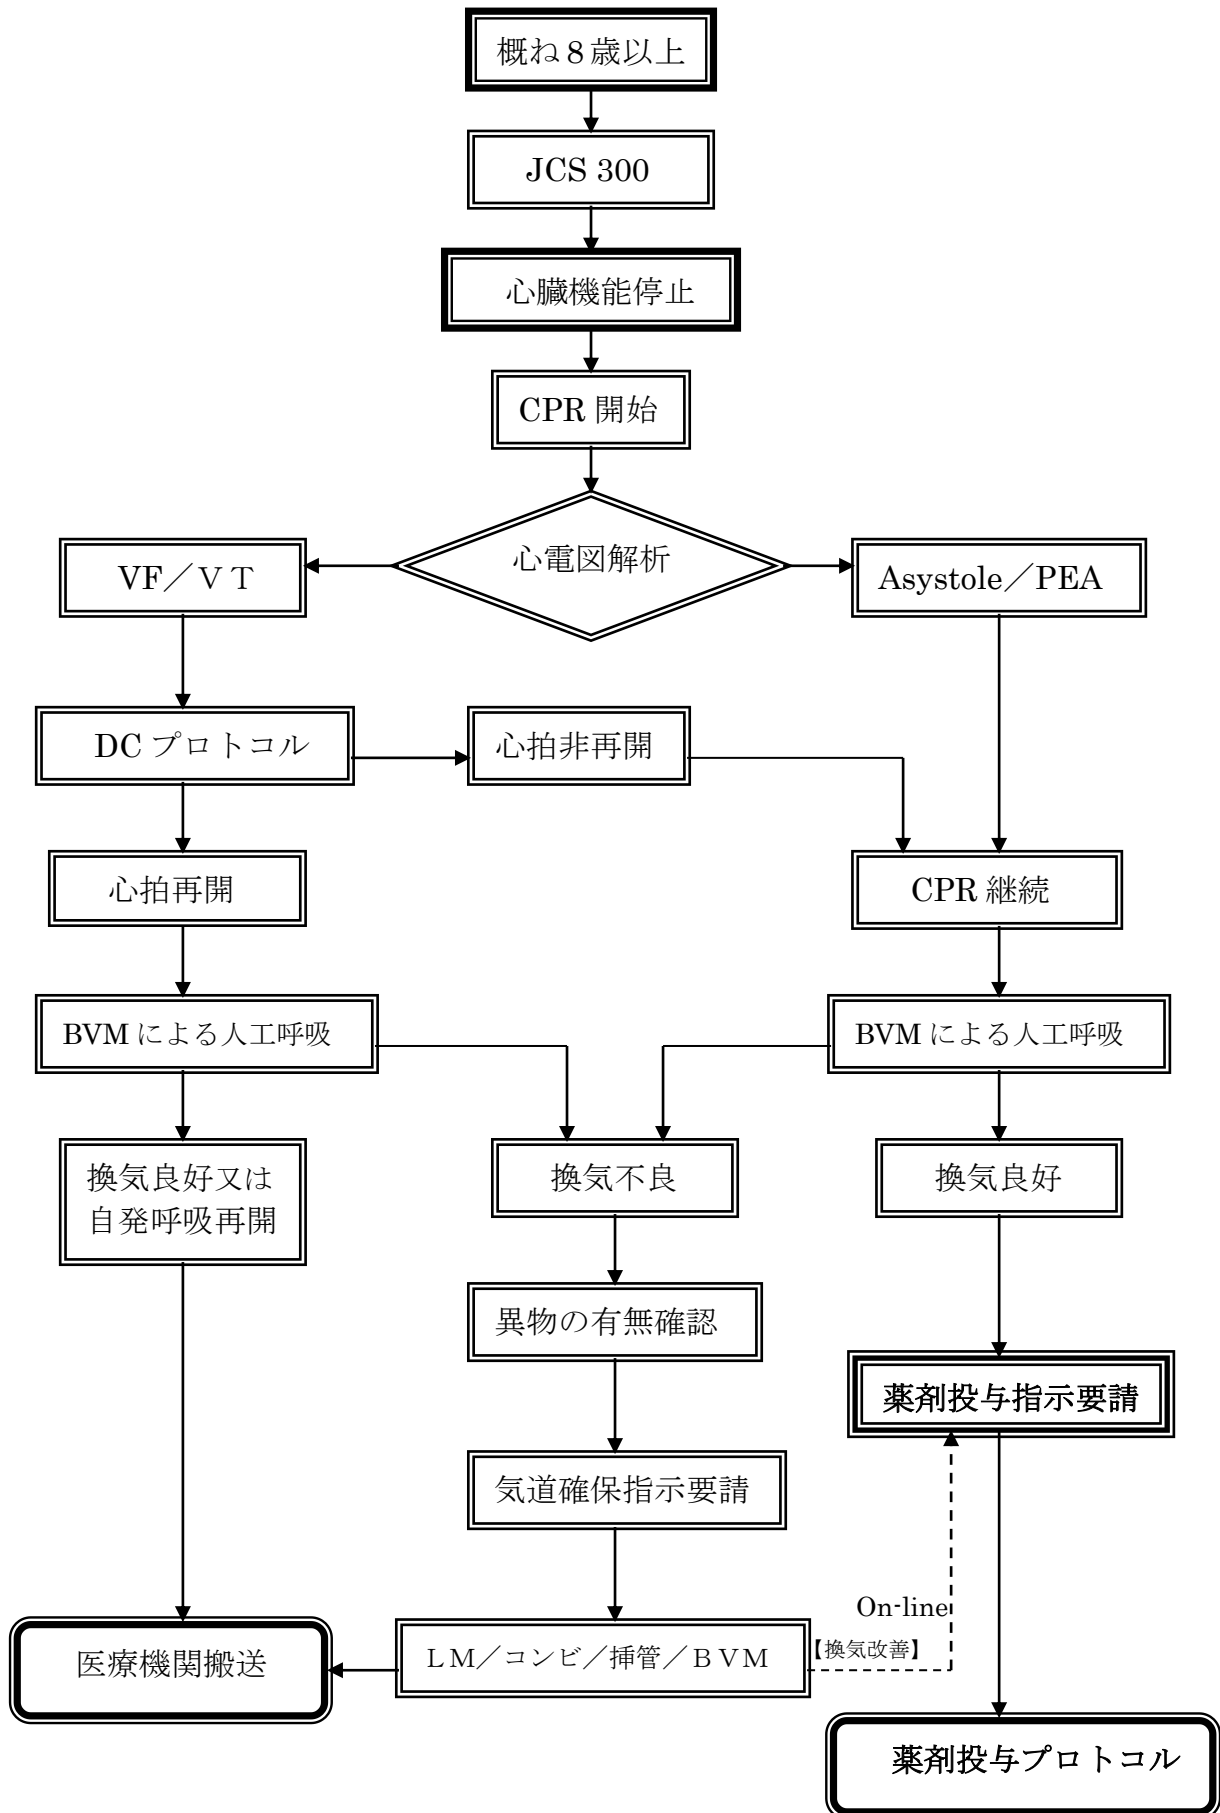 概ね８歳以上
JCS 300
心臓機能停止
CPR 開始
心電図解析
VF／ＶＴ
Asystole／PEA
DC プロトコル
心拍非再開
心拍再開
CPR 継続
BVM による人工呼吸
BVM による人工呼吸
換気良好又は
自発呼吸再開
換気不良
換気良好
異物の有無確認
薬剤投与指示要請
気道確保指示要請
On-line
【換気改善】
医療機関搬送
ＬＭ／コンビ／挿管／ＢＶＭ
薬剤投与プロトコル